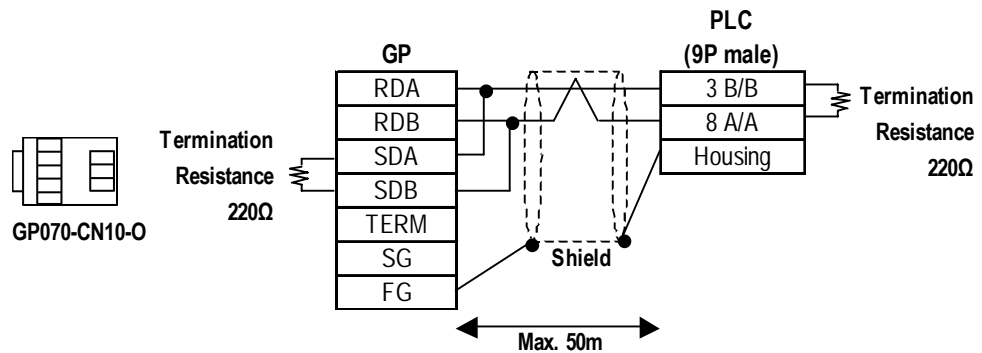 PLC
GP
(9P male)
RDA
3 B/B
RDB
8 A/A
SDA
Housing
SDB
TERM
SG
FG
Termination
Resistance
220Ω
Termination
Resistance
220Ω
GP070-CN10-O
Shield
Max. 50m